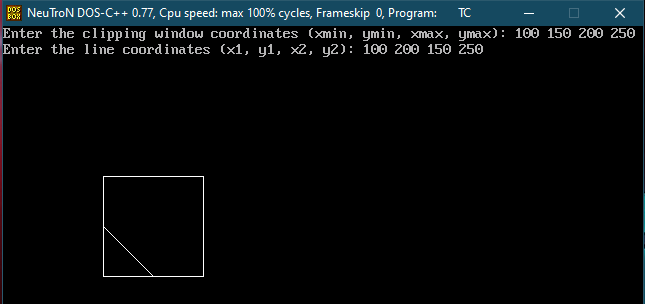 DOS BOX NeuTroN DOS-C++ 0.77, Cpu speed: max 100% cycles, Frameskip 0, Program: TC
Enter the clipping window coordinates (xmin, ymin, xmax, ymax): 100 150 200 250
Enter the line coordinates (x1, y1, x2, y2): 100 200 150 250